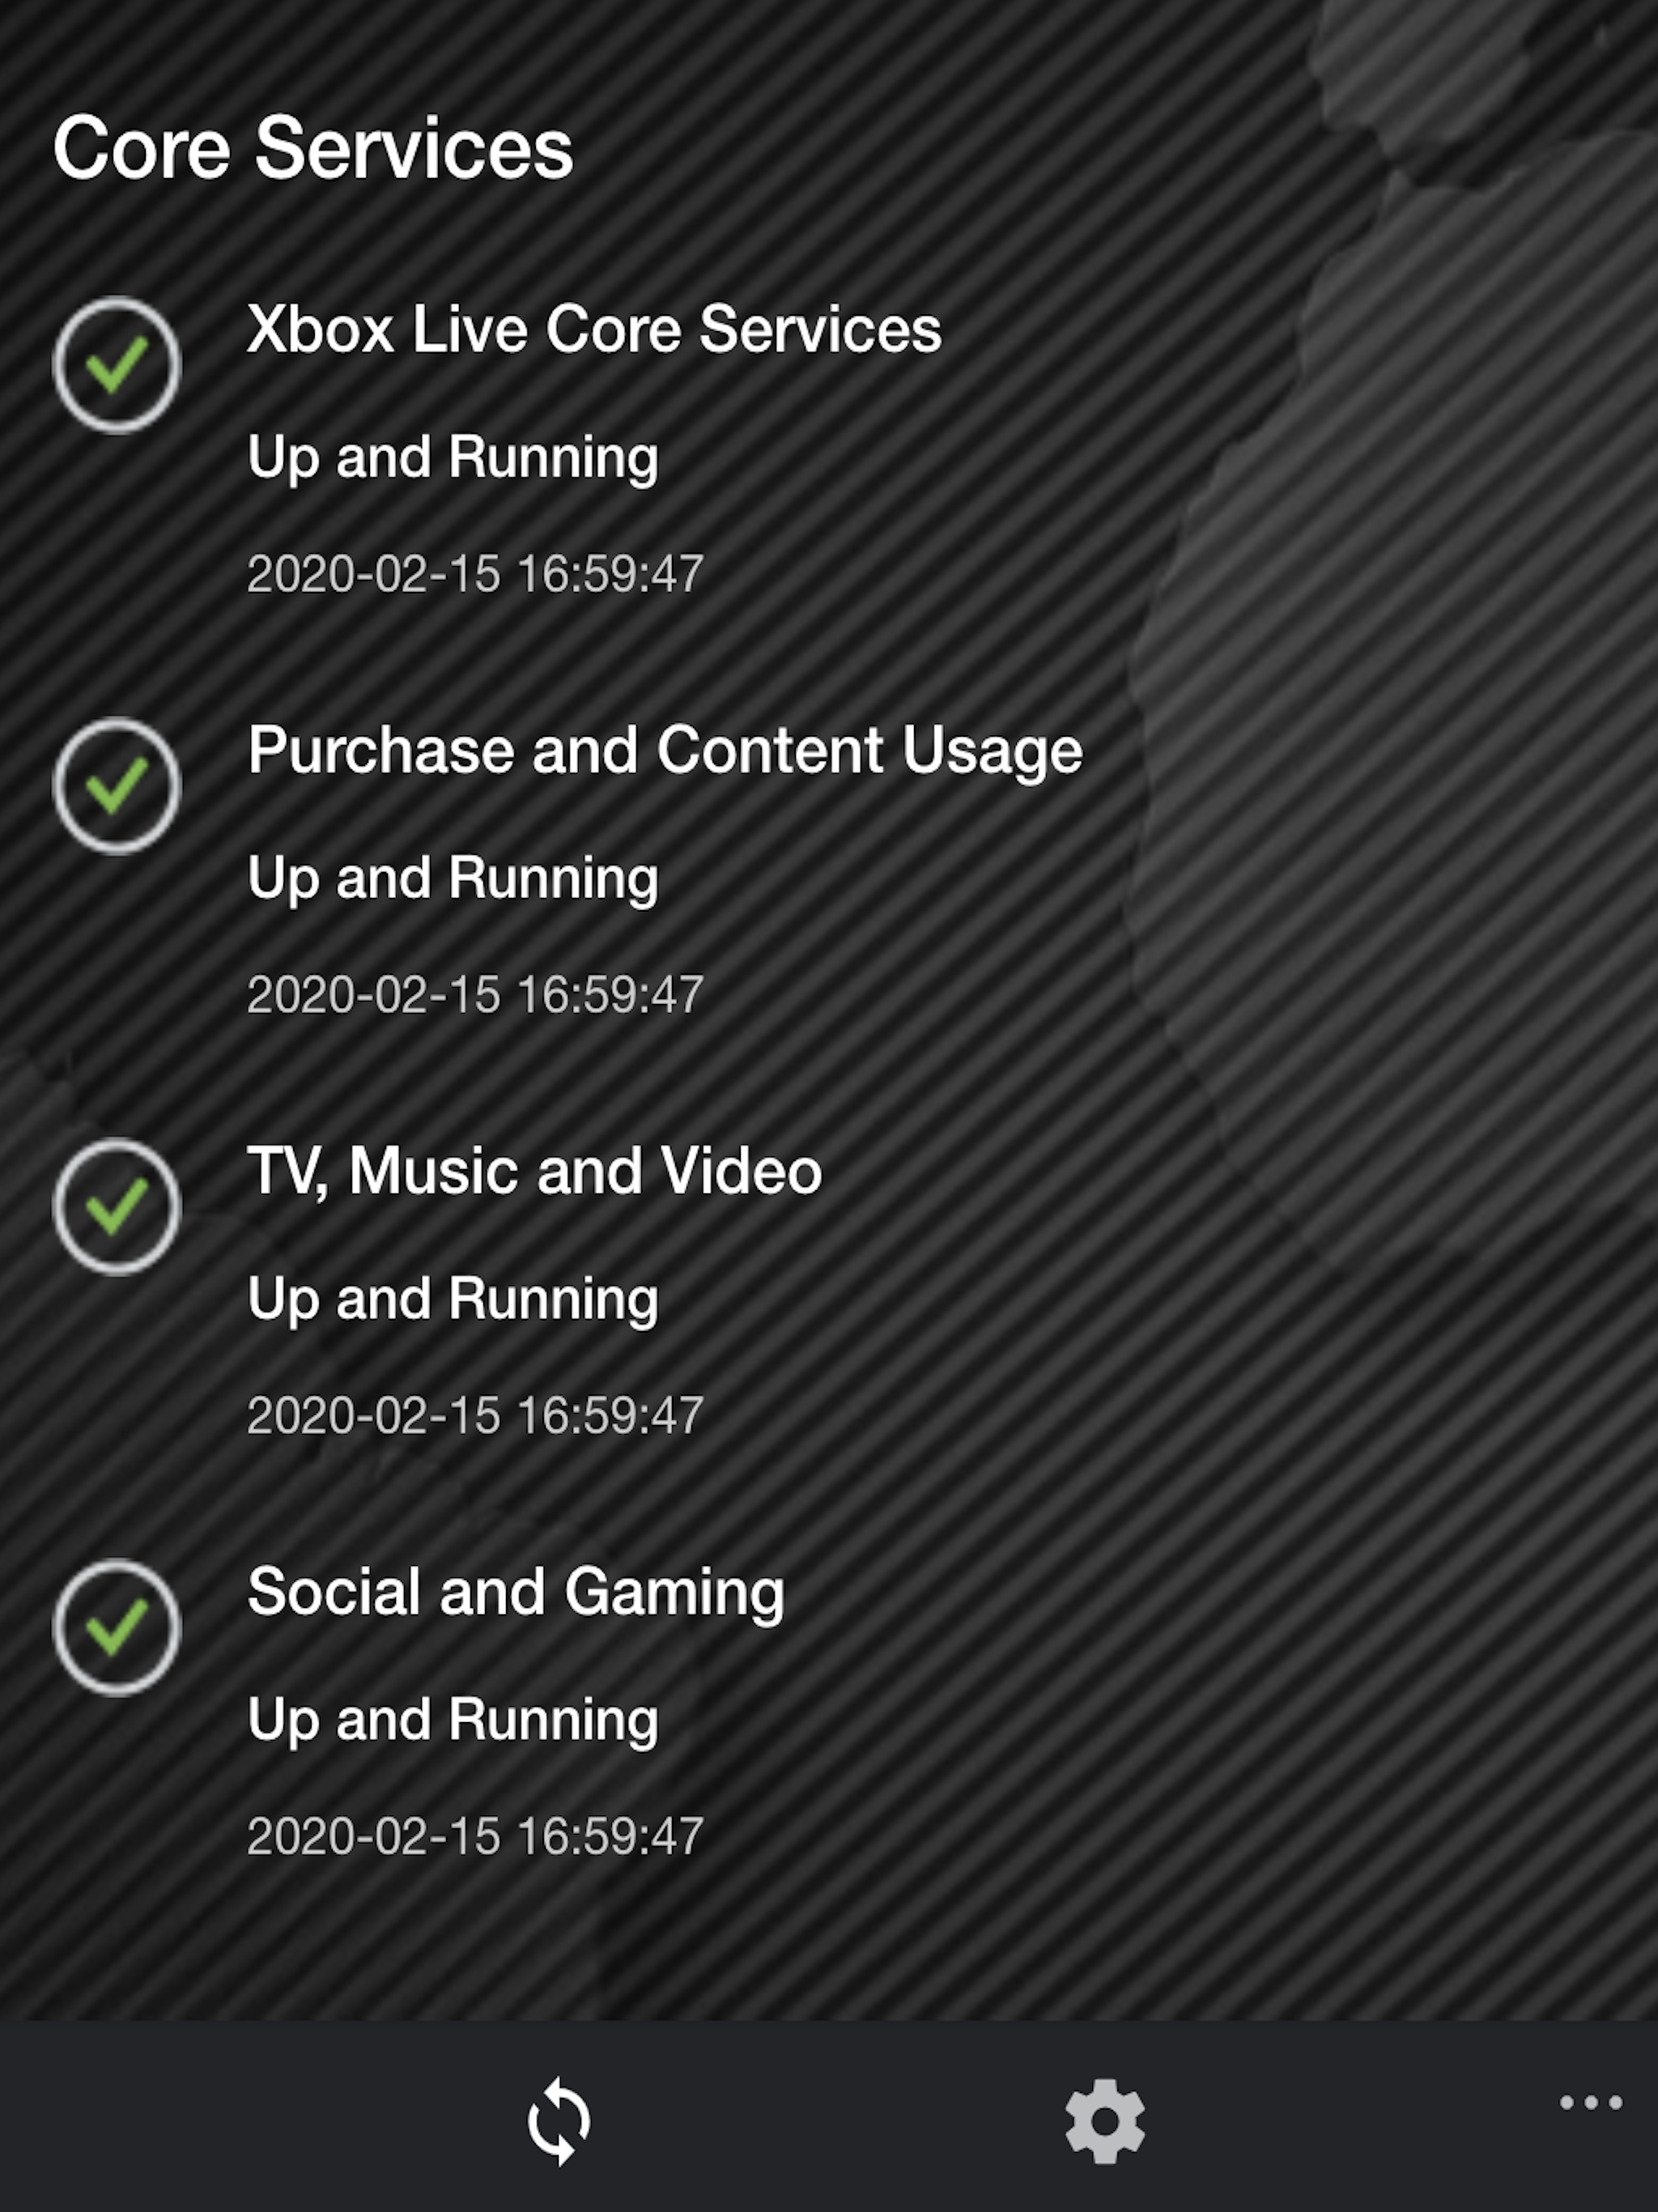 Core Services
Xbox Live Core Services
Up and Running
2020-02-15 16:59:47
Purchase and Content Usage
Up and Running
2020-02-15 16:59:47
TV, Music and Video
Up and Running
2020-02-15 16:59:47
Social and Gaming
Up and Running
2020-02-15 16:59:47